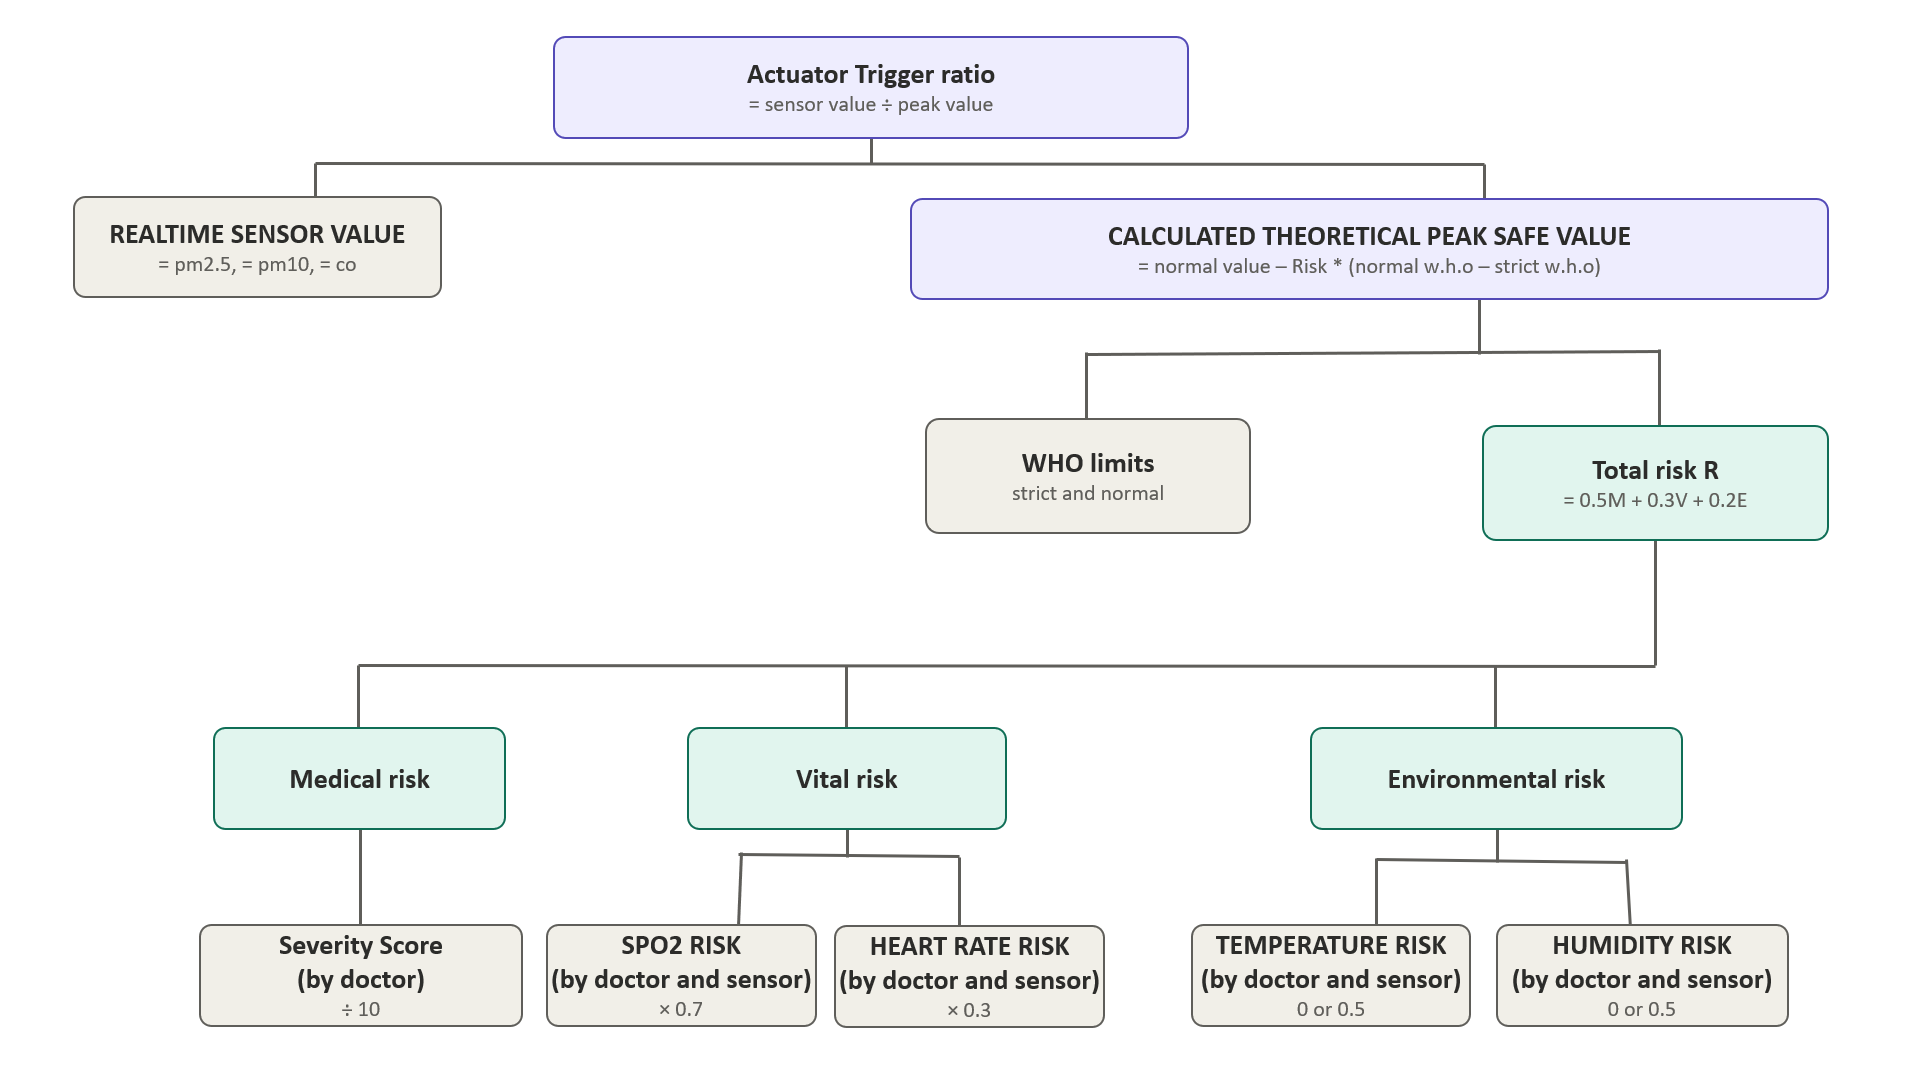 Actuator Trigger ratio
= sensor value ÷ peak value
REALTIME SENSOR VALUE
= pm2.5, = pm10, = co
CALCULATED THEORETICAL PEAK SAFE VALUE
= normal value – Risk * (normal w.h.o – strict w.h.o)
WHO limits
strict and normal
Total risk R
= 0.5M + 0.3V + 0.2E
Medical risk
Vital risk
Environmental risk
Severity Score
(by doctor)
÷ 10
SPO2 RISK
(by doctor and sensor)
× 0.7
HEART RATE RISK
(by doctor and sensor)
× 0.3
TEMPERATURE RISK
(by doctor and sensor)
0 or 0.5
HUMIDITY RISK
(by doctor and sensor)
0 or 0.5